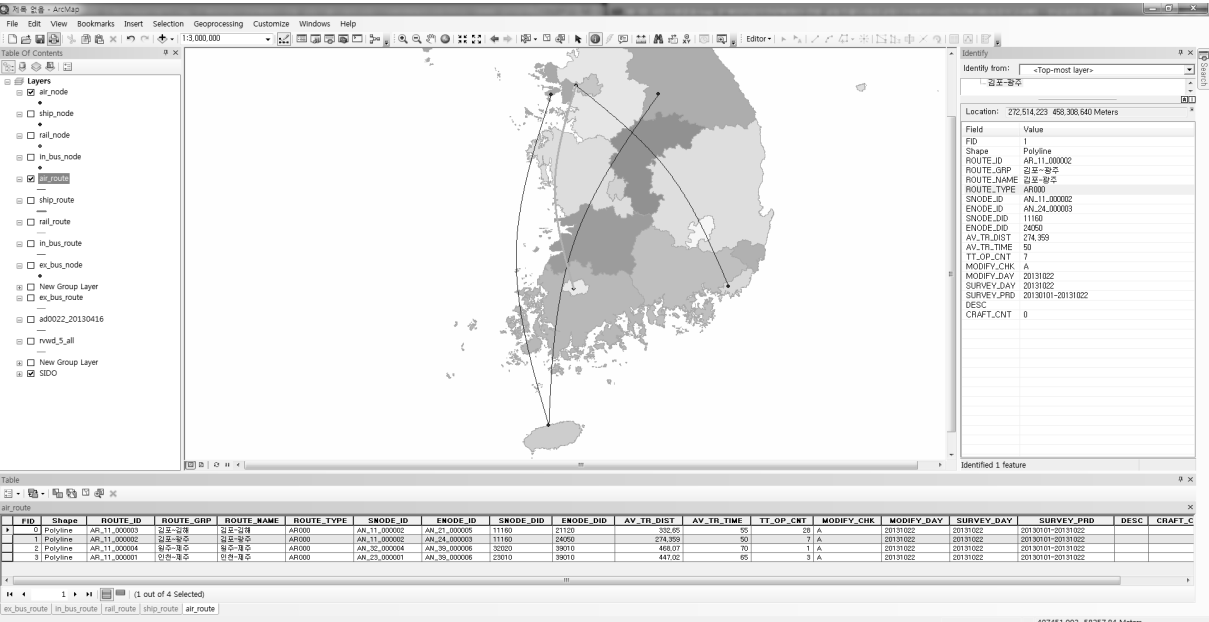 제목 없음 - ArcMap
File Edit View Bookmarks Insert Selection Geoprocessing Customize Windows Help
1:3,000,000 Editor
Table Of Contents
Layers
air_node
ship_node
rail_node
in_bus_node
air_route
ship_route
rail_route
in_bus_route
ex_bus_node
New Group Layer
ex_bus_route
ad0022_20130416
rvwd_5_all
New Group Layer
SIDO
Identify
Identify from: <Top-most layer>
김포-광주
Location: 272,514,223 458,308,640 Meters
Field Value
FID 1
Shape Polyline
ROUTE_ID AR_11_000002
ROUTE_GRP 김포~광주
ROUTE_NAME 김포-광주
ROUTE_TYPE AR000
SNODE_ID AN_11_000002
ENODE_ID AN_24_000003
SNODE_DID 11160
ENODE_DID 24050
AV_TR_DIST 274,359
AV_TR_TIME 50
TT_OP_CNT 7
MODIFY_CHK A
MODIFY_DAY 20131022
SURVEY_DAY 20131022
SURVEY_PRD 20130101-20131022
DESC
CRAFT_CNT 0
Identified 1 feature
Search
Table
air_route
FID Shape ROUTE_ID ROUTE_GRP ROUTE_NAME ROUTE_TYPE SNODE_ID ENODE_ID SNODE_DID ENODE_DID AV_TR_DIST AV_TR_TIME TT_OP_CNT MODIFY_CHK MODIFY_DAY SURVEY_DAY SURVEY_PRD DESC CRAFT_C
0 Polyline AR_11_000003 김포~김해 김포-김해 AR000 AN_11_000002 AN_21_000005 11160 21120 332,65 55 28 A 20131022 20131022 20130101-20131022
1 Polyline AR_11_000002 김포~광주 김포-광주 AR000 AN_11_000002 AN_24_000003 11160 24050 274,359 50 7 A 20131022 20131022 20130101-20131022
2 Polyline AR_11_000004 원주~제주 원주-제주 AR000 AN_32_000004 AN_39_000006 32020 39010 468,07 70 1 A 20131022 20131022 20130101-20131022
3 Polyline AR_11_000001 인천~제주 인천-제주 AR000 AN_23_000001 AN_39_000006 23010 39010 447,02 65 3 A 20131022 20131022 20130101-20131022
1 (1 out of 4 Selected)
ex_bus_route in_bus_route rail_route ship_route air_route